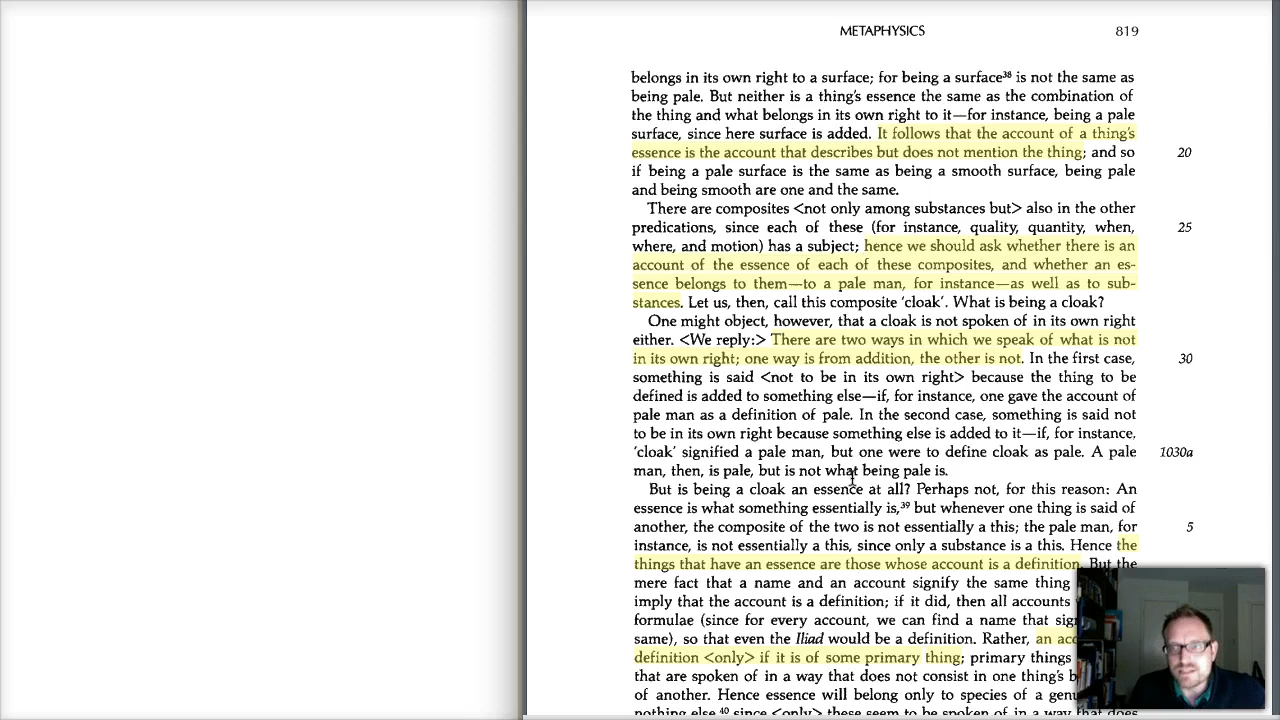 METAPHYSICS 819
belongs in its own right to a surface; for being a surface³⁸ is not the same as
being pale. But neither is a thing's essence the same as the combination of
the thing and what belongs in its own right to it—for instance, being a pale
surface, since here surface is added. It follows that the account of a thing's
essence is the account that describes but does not mention the thing; and so 20
if being a pale surface is the same as being a smooth surface, being pale
and being smooth are one and the same.
There are composites <not only among substances but> also in the other
predications, since each of these (for instance, quality, quantity, when, 25
where, and motion) has a subject; hence we should ask whether there is an
account of the essence of each of these composites, and whether an es-
sence belongs to them—to a pale man, for instance—as well as to sub-
stances. Let us, then, call this composite 'cloak'. What is being a cloak?
One might object, however, that a cloak is not spoken of in its own right
either. <We reply:> There are two ways in which we speak of what is not
in its own right; one way is from addition, the other is not. In the first case, 30
something is said <not to be in its own right> because the thing to be
defined is added to something else—if, for instance, one gave the account of
pale man as a definition of pale. In the second case, something is said not
to be in its own right because something else is added to it—if, for instance,
'cloak' signified a pale man, but one were to define cloak as pale. A pale 1030a
man, then, is pale, but is not what being pale is.
But is being a cloak an essence at all? Perhaps not, for this reason: An
essence is what something essentially is,³⁹ but whenever one thing is said of
another, the composite of the two is not essentially a this; the pale man, for 5
instance, is not essentially a this, since only a substance is a this. Hence the
things that have an essence are those whose account is a definition. But the
mere fact that a name and an account signify the same thing
imply that the account is a definition; if it did, then all accounts
formulae (since for every account, we can find a name that sig
same), so that even the Iliad would be a definition. Rather, an acc
definition <only> if it is of some primary thing; primary things
that are spoken of in a way that does not consist in one thing's b
of another. Hence essence will belong only to species of a genu
nothing else,⁴⁰ since <only> these seem to be spoken of in a way that does